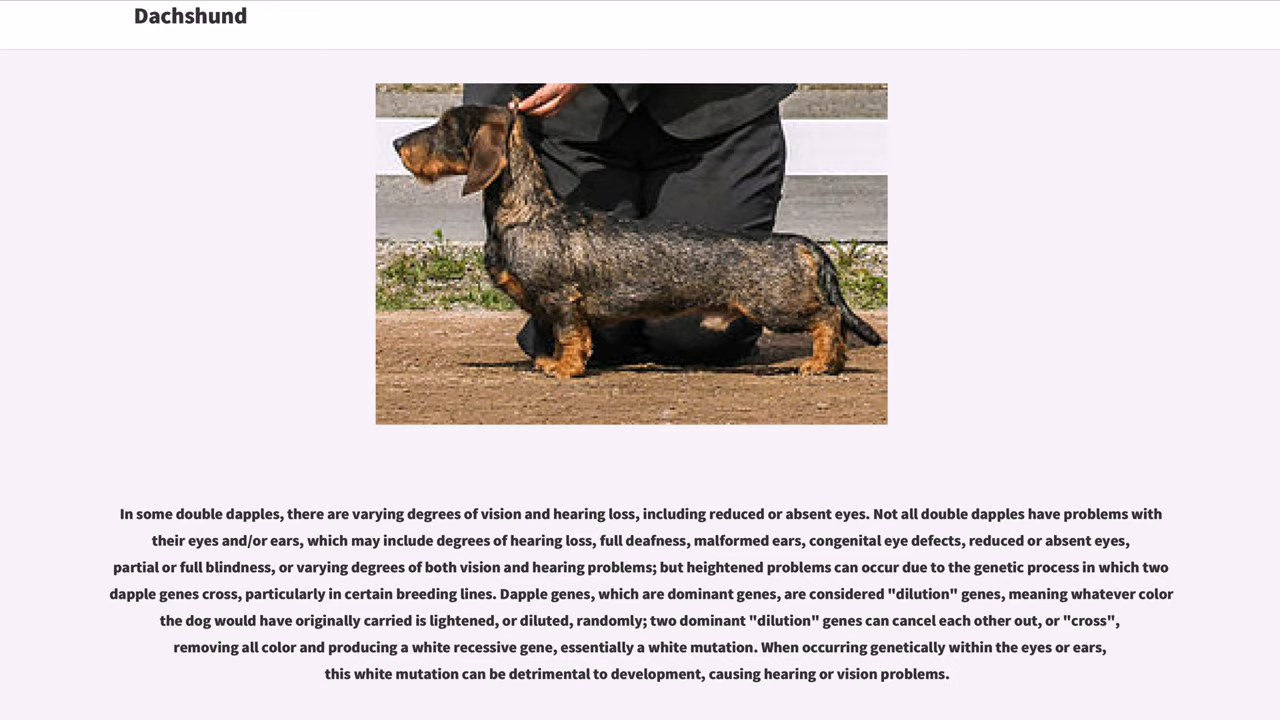 Dachshund
In some double dapples, there are varying degrees of vision and hearing loss, including reduced or absent eyes. Not all double dapples have problems with
their eyes and/or ears, which may include degrees of hearing loss, full deafness, malformed ears, congenital eye defects, reduced or absent eyes,
partial or full blindness, or varying degrees of both vision and hearing problems; but heightened problems can occur due to the genetic process in which two
dapple genes cross, particularly in certain breeding lines. Dapple genes, which are dominant genes, are considered "dilution" genes, meaning whatever color
the dog would have originally carried is lightened, or diluted, randomly; two dominant "dilution" genes can cancel each other out, or "cross",
removing all color and producing a white recessive gene, essentially a white mutation. When occurring genetically within the eyes or ears,
this white mutation can be detrimental to development, causing hearing or vision problems.